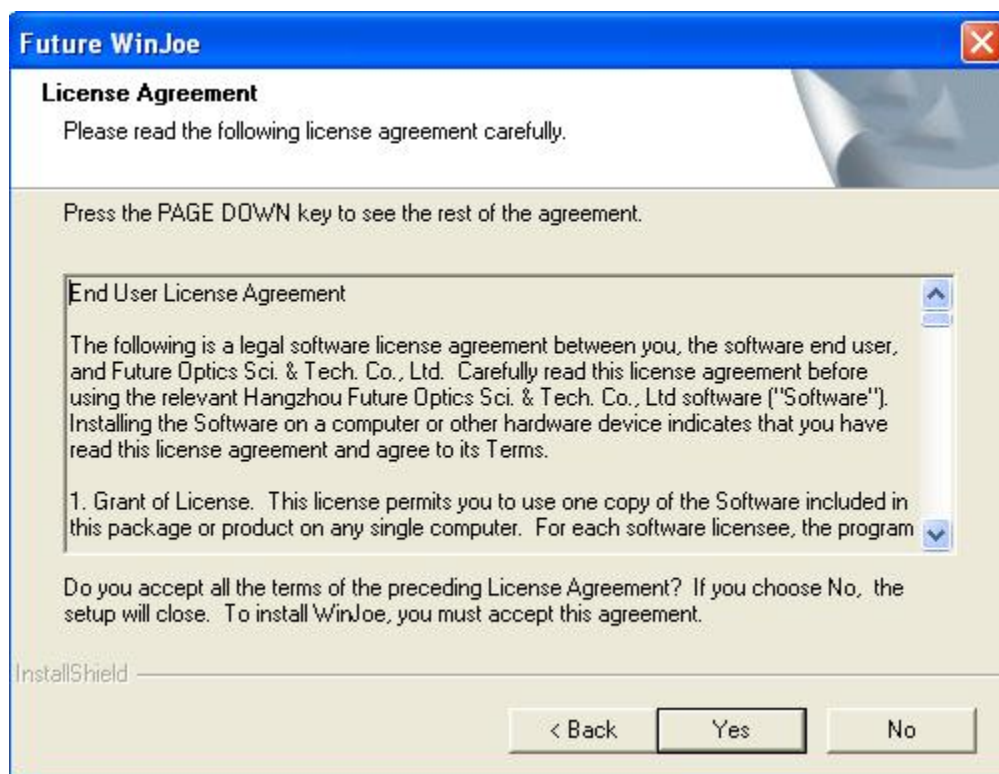 Future WinJoe
License Agreement
Please read the following license agreement carefully.
Press the PAGE DOWN key to see the rest of the agreement.
End User License Agreement
The following is a legal software license agreement between you, the software end user,
and Future Optics Sci. & Tech. Co., Ltd.  Carefully read this license agreement before
using the relevant Hangzhou Future Optics Sci. & Tech. Co., Ltd software ("Software").
Installing the Software on a computer or other hardware device indicates that you have
read this license agreement and agree to its Terms.
1. Grant of License.  This license permits you to use one copy of the Software included in
this package or product on any single computer.  For each software licensee, the program
Do you accept all the terms of the preceding License Agreement?  If you choose No,  the
setup will close.  To install WinJoe, you must accept this agreement.
InstallShield
< Back
Yes
No